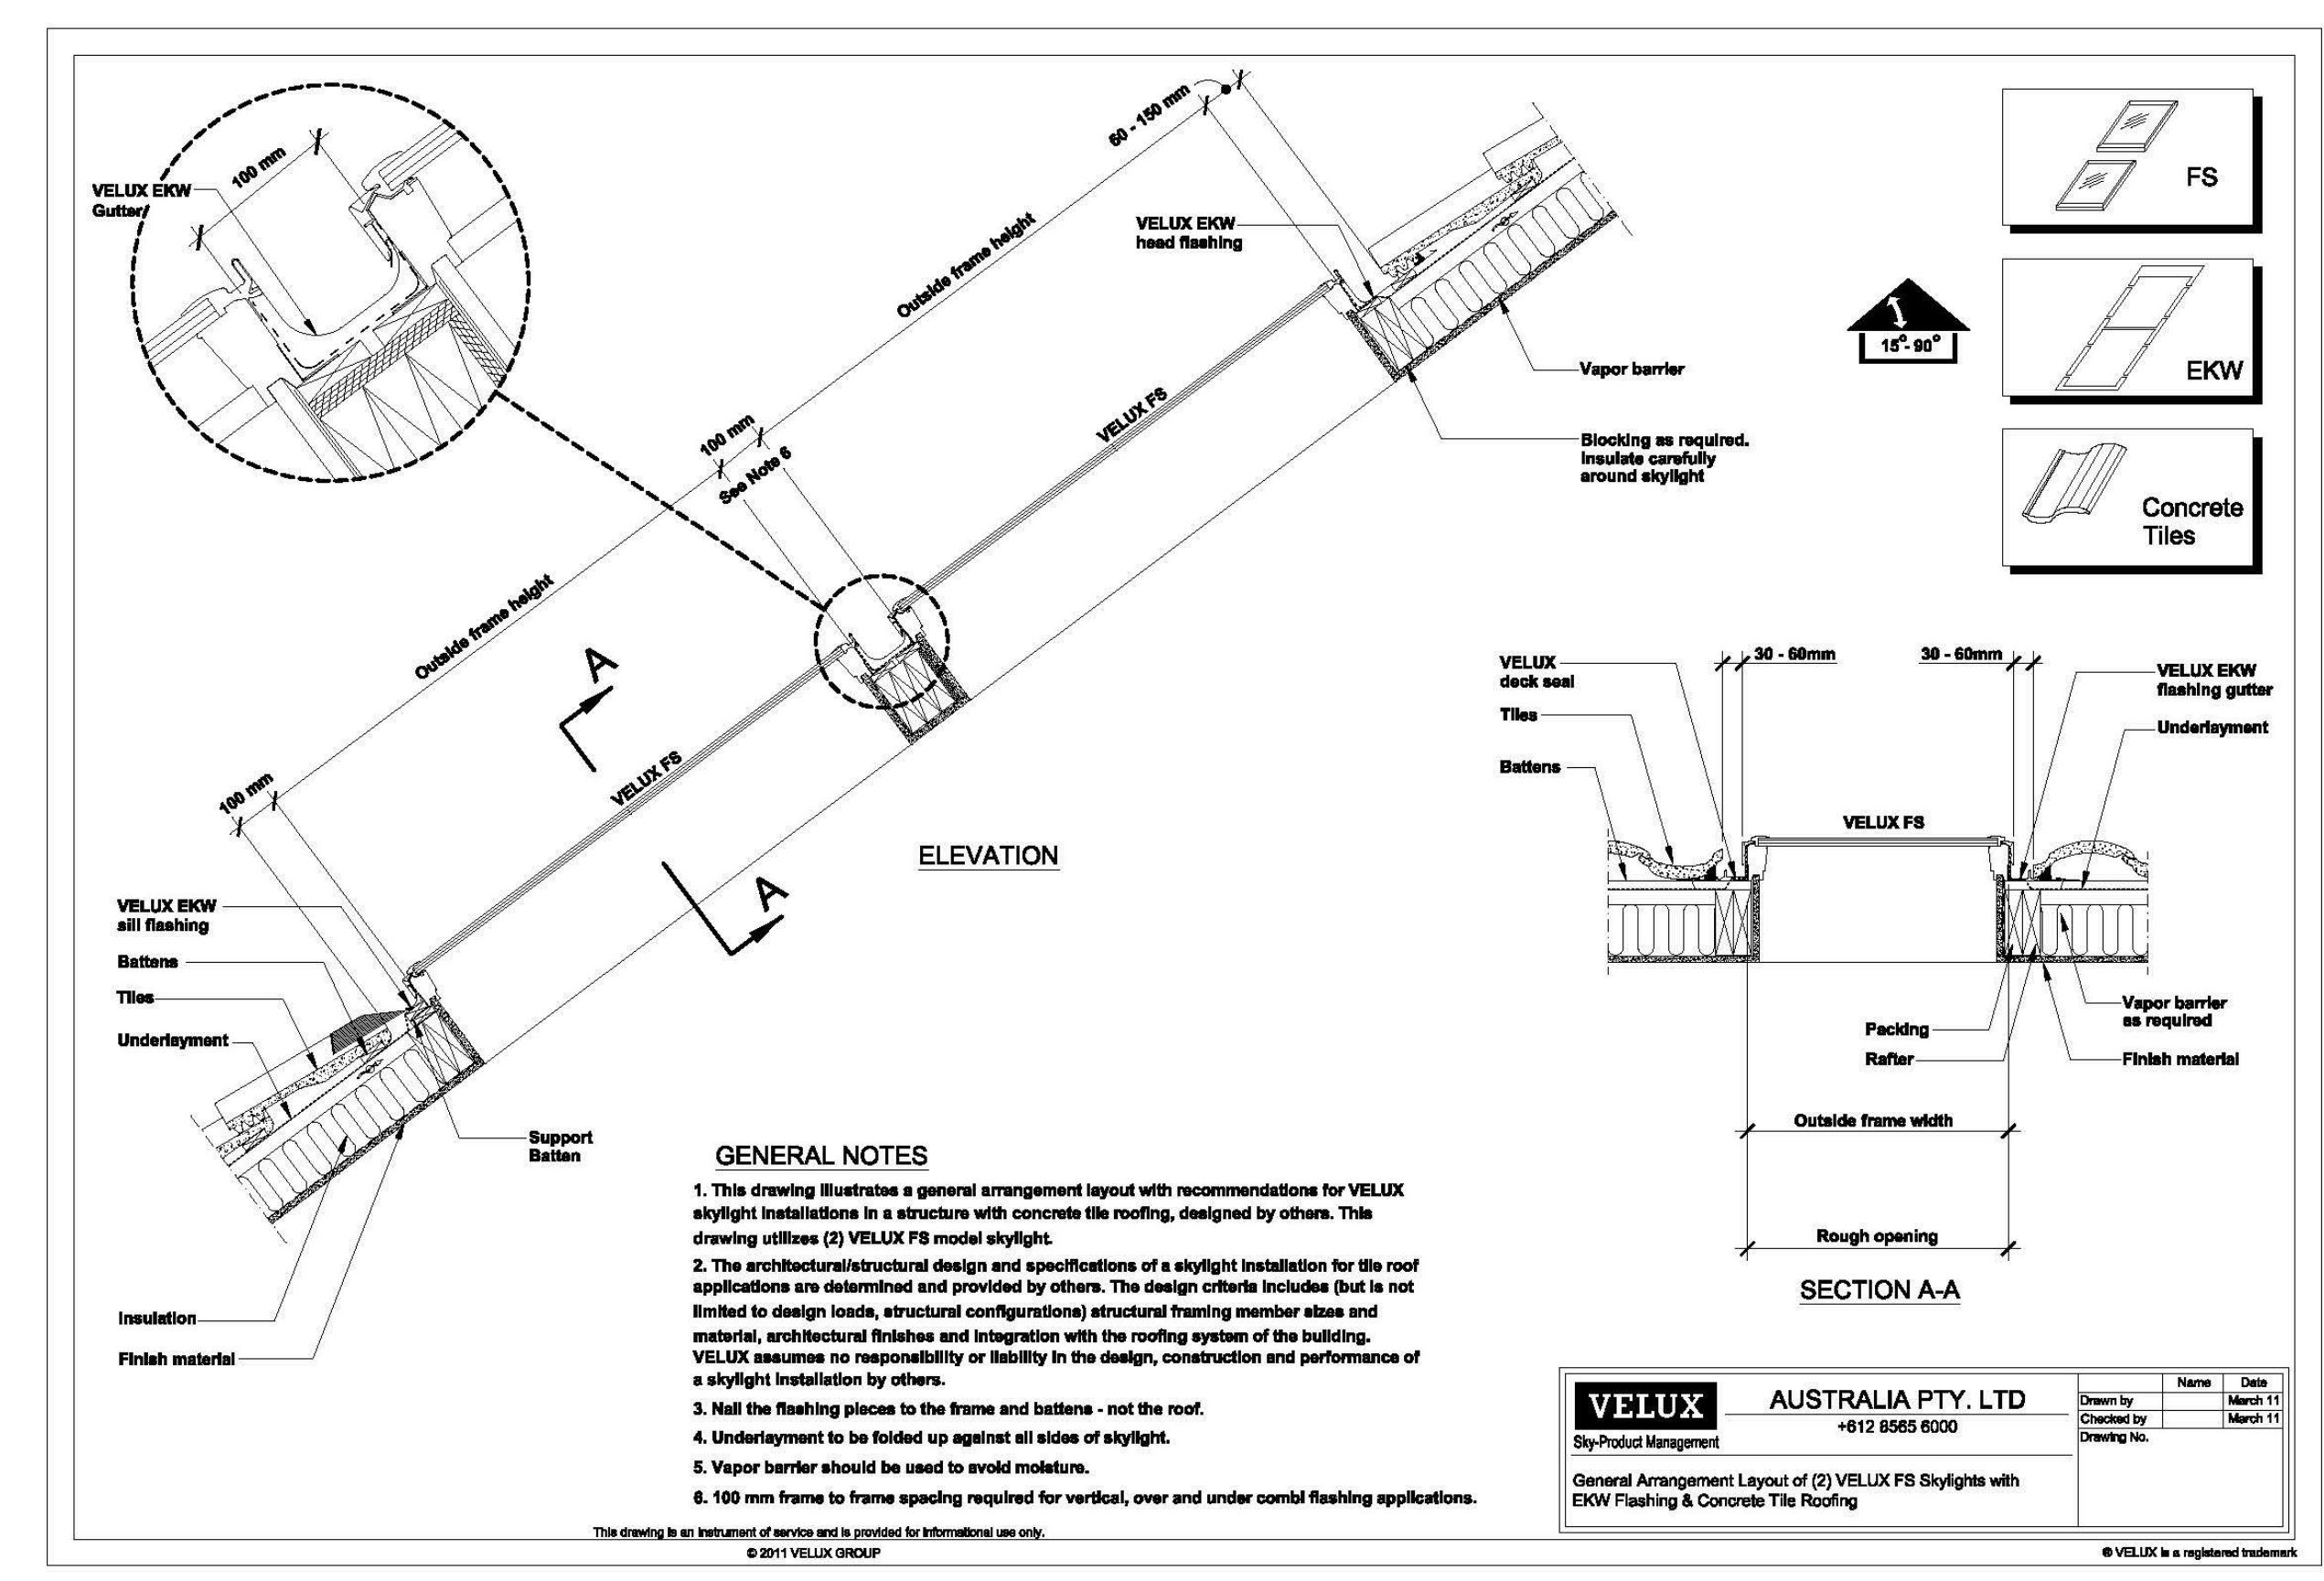 100 mm
VELUX EKW
Gutter
60 - 150 mm
Outside frame height
VELUX EKW
head flashing
Vapor barrier
Blocking as required.
Insulate carefully
around skylight
VELUX FS
100 mm
See Note 6
Outside frame height
A
VELUX FS
100 mm
A
ELEVATION
VELUX EKW
sill flashing
Battens
Tiles
Underlayment
Support
Batten
Insulation
Finish material
FS
15°- 90°
EKW
Concrete
Tiles
VELUX
deck seal
Tiles
Battens
30 - 60mm
30 - 60mm
VELUX EKW
flashing gutter
Underlayment
VELUX FS
Packing
Rafter
Vapor barrier
as required
Finish material
Outside frame width
Rough opening
SECTION A-A
GENERAL NOTES
1. This drawing illustrates a general arrangement layout with recommendations for VELUX
skylight installations in a structure with concrete tile roofing, designed by others. This
drawing utilizes (2) VELUX FS model skylight.
2. The architectural/structural design and specifications of a skylight installation for tile roof
applications are determined and provided by others. The design criteria includes (but is not
limited to design loads, structural configurations) structural framing member sizes and
material, architectural finishes and integration with the roofing system of the building.
VELUX assumes no responsibility or liability in the design, construction and performance of
a skylight installation by others.
3. Nail the flashing pieces to the frame and battens - not the roof.
4. Underlayment to be folded up against all sides of skylight.
5. Vapor barrier should be used to avoid moisture.
6. 100 mm frame to frame spacing required for vertical, over and under combi flashing applications.
This drawing is an instrument of service and is provided for informational use only.
© 2011 VELUX GROUP
VELUX
Sky-Product Management
AUSTRALIA PTY. LTD
+612 8565 6000
General Arrangement Layout of (2) VELUX FS Skylights with
EKW Flashing & Concrete Tile Roofing
Name Date
Drawn by March 11
Checked by March 11
Drawing No.
® VELUX is a registered trademark